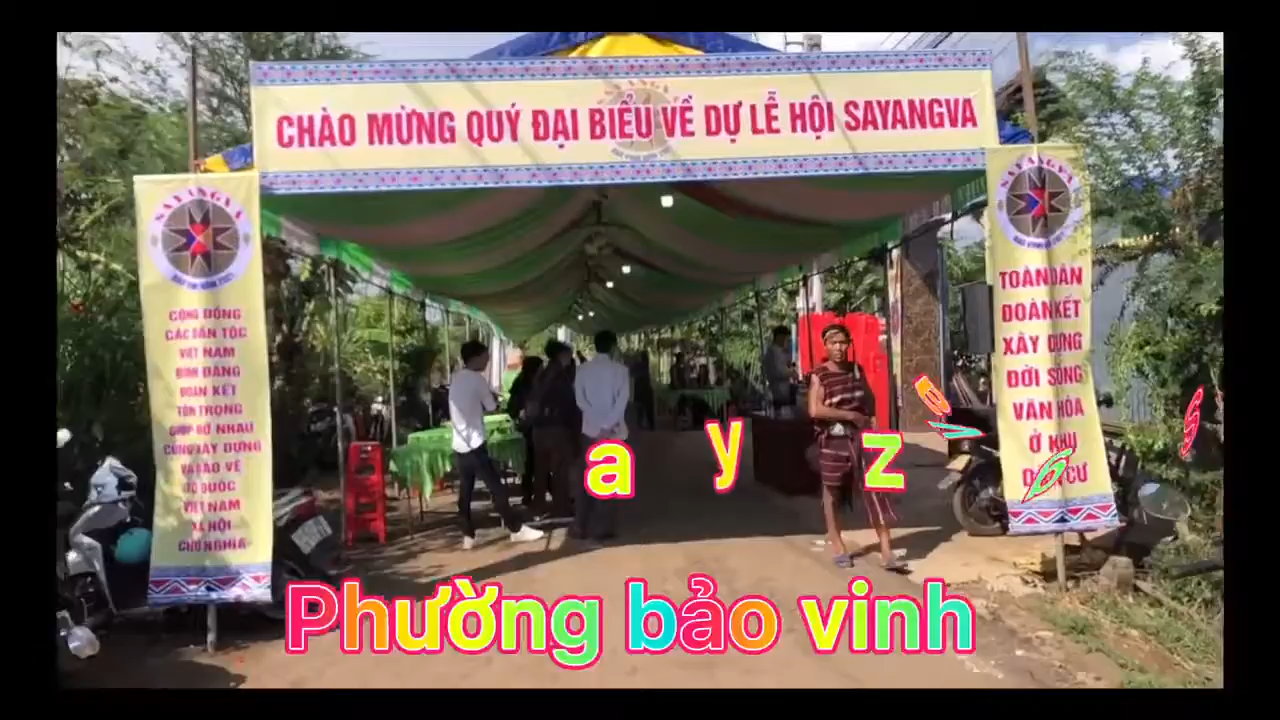 CHÀO MỪNG QUÝ ĐẠI BIỂU VỀ DỰ LỄ HỘI SAYANGVA
SAYANGVA
CỘNG ĐỒNG
CÁC DÂN TỘC
VIỆT NAM
BÌNH ĐẲNG
ĐOÀN KẾT
TÔN TRỌNG
GIÚP ĐỠ NHAU
CÙNG XÂY DỰNG
VÀ BẢO VỆ
TỔ QUỐC
VIỆT NAM
XÃ HỘI
CHỦ NGHĨA
SAYANGVA
TOÀN DÂN
ĐOÀN KẾT
XÂY DỰNG
ĐỜI SỐNG
VĂN HÓA
Ở KHU
DÂN CƯ
a y z
Phường bảo vinh